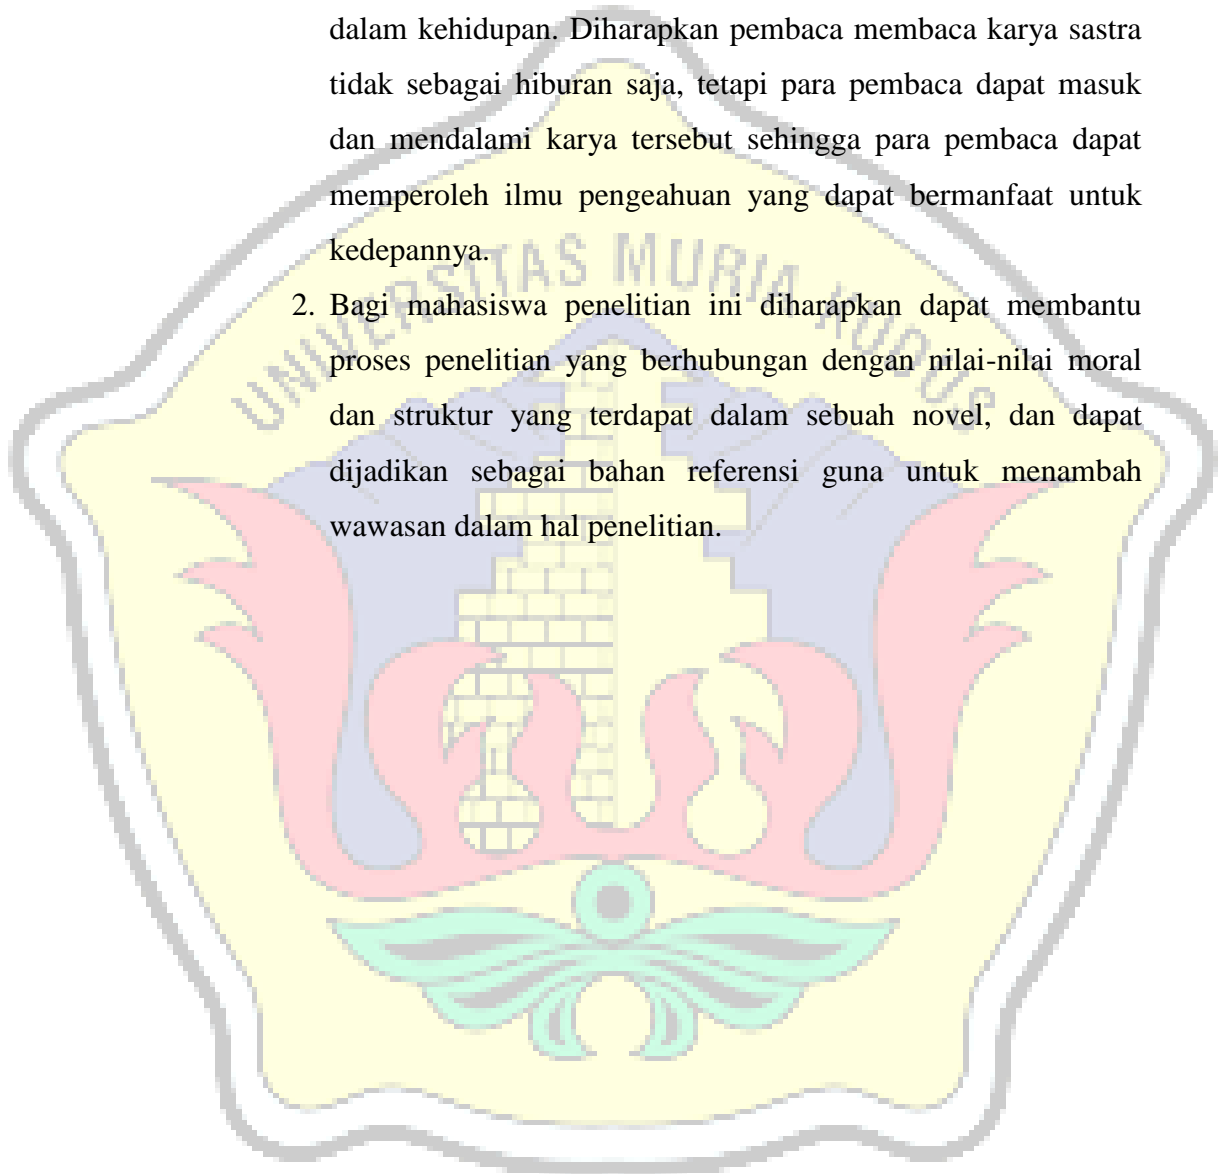 dalam kehidupan. Diharapkan pembaca membaca karya sastra
tidak sebagai hiburan saja, tetapi para pembaca dapat masuk
dan mendalami karya tersebut sehingga para pembaca dapat
memperoleh ilmu pengeahuan yang dapat bermanfaat untuk
kedepannya.
UNIVERSITAS MURIA KUDUS
2. Bagi mahasiswa penelitian ini diharapkan dapat membantu
proses penelitian yang berhubungan dengan nilai-nilai moral
dan struktur yang terdapat dalam sebuah novel, dan dapat
dijadikan sebagai bahan referensi guna untuk menambah
wawasan dalam hal penelitian.